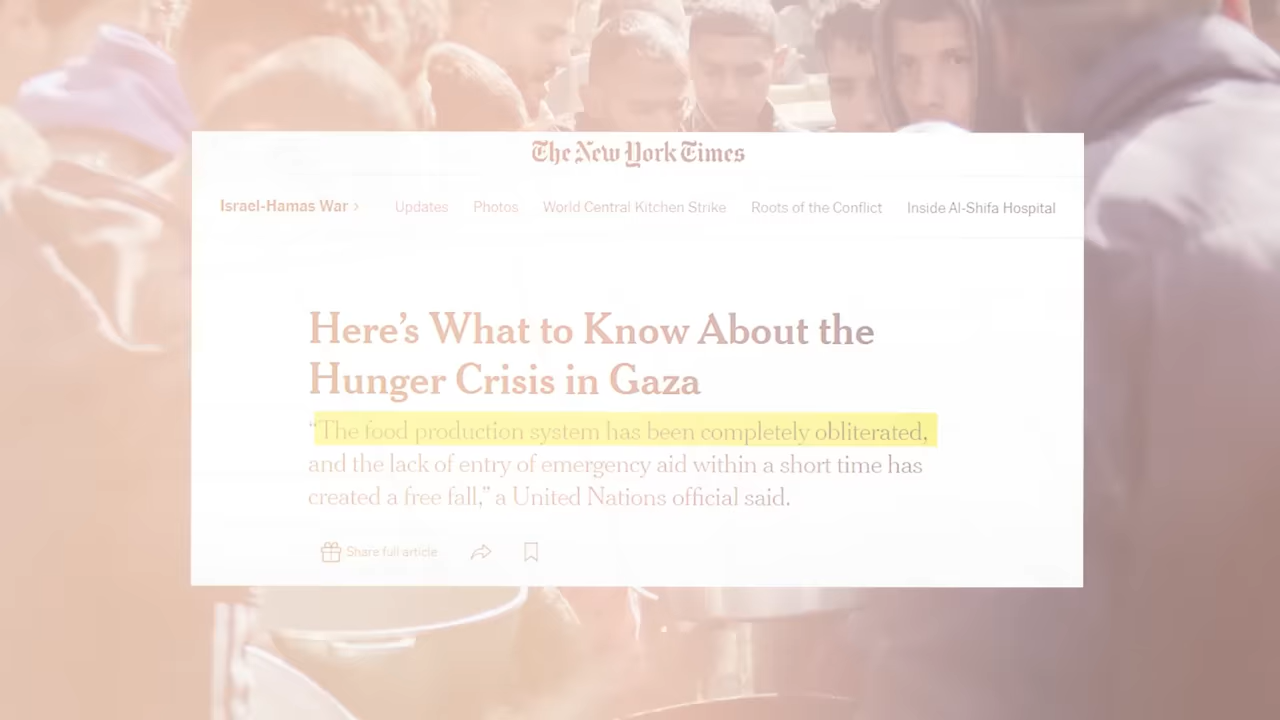 The New York Times
Israel-Hamas War › Updates Photos World Central Kitchen Strike Roots of the Conflict Inside Al-Shifa Hospital
Here’s What to Know About the
Hunger Crisis in Gaza
“The food production system has been completely obliterated,
and the lack of entry of emergency aid within a short time has
created a free fall,” a United Nations official said.
Share full article